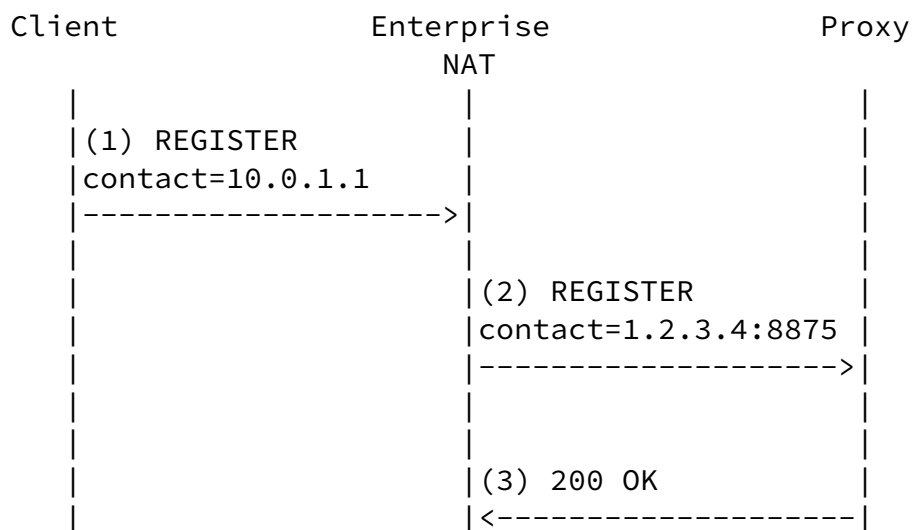 Client Enterprise Proxy
NAT
(1) REGISTER
contact=10.0.1.1
(2) REGISTER
contact=1.2.3.4:8875
(3) 200 OK